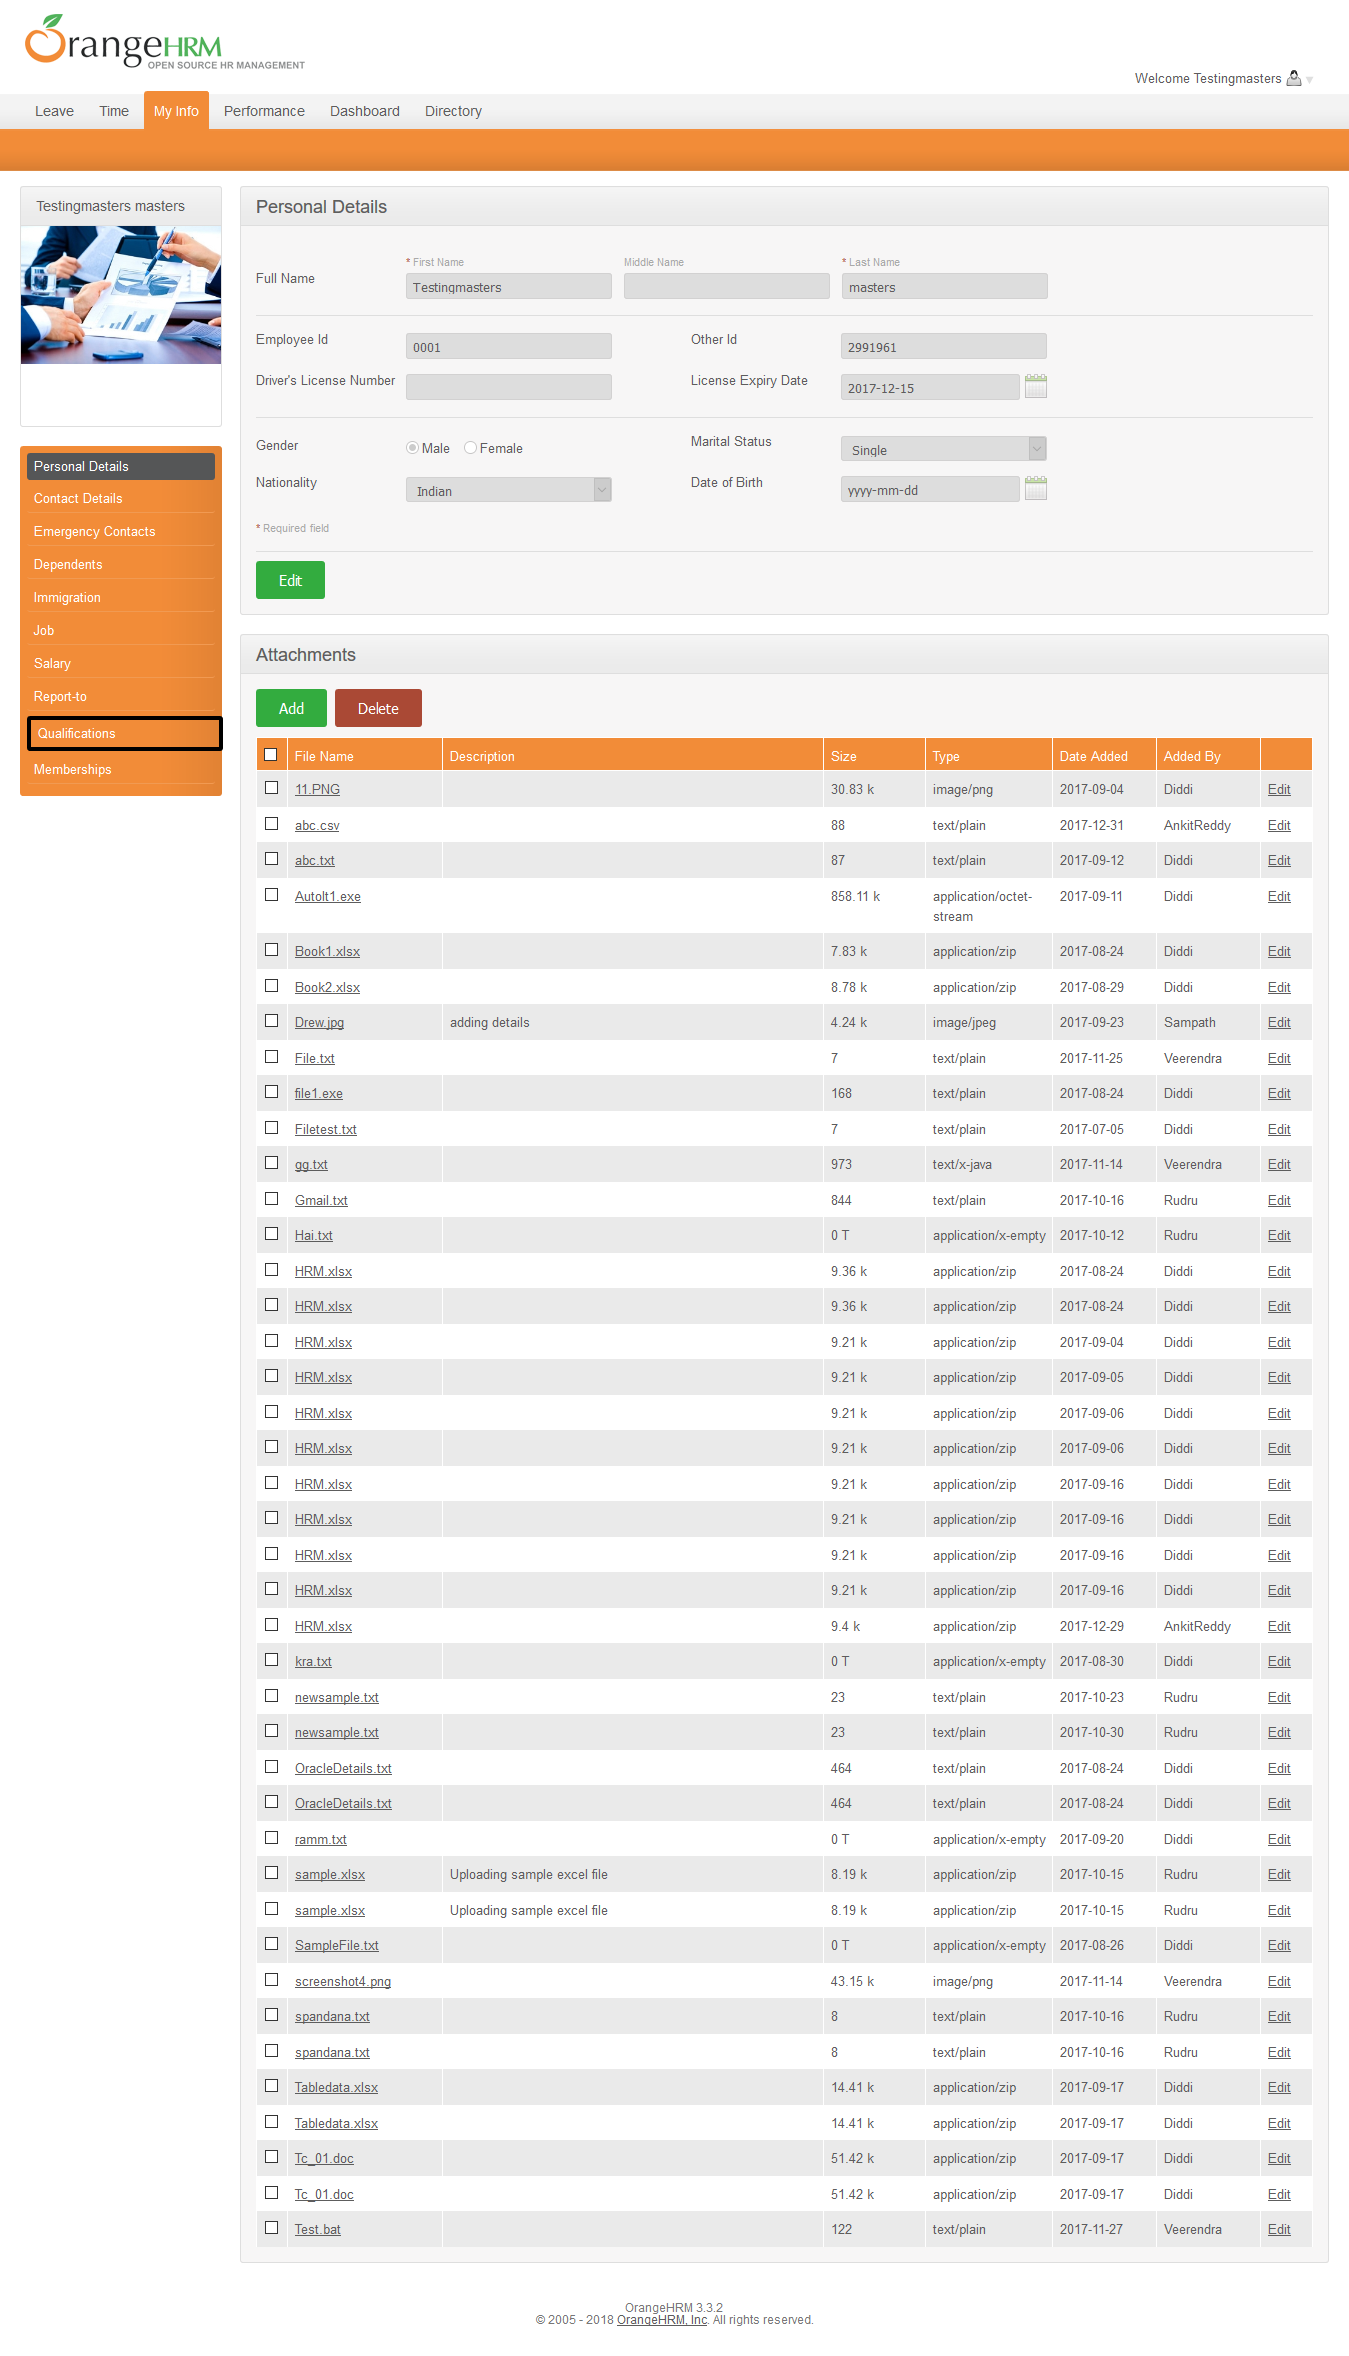 OrangeHRM
OPEN SOURCE HR MANAGEMENT
Welcome Testingmasters
Leave Time My Info Performance Dashboard Directory
Testingmasters masters
Personal Details
Contact Details
Emergency Contacts
Dependents
Immigration
Job
Salary
Report-to
Qualifications
Memberships
Personal Details
* First Name Middle Name * Last Name
Full Name Testingmasters masters
Employee Id 0001 Other Id 2991961
Driver's License Number License Expiry Date 2017-12-15
Gender Male Female Marital Status Single
Nationality Indian Date of Birth yyyy-mm-dd
* Required field
Edit
Attachments
Add Delete
File Name Description Size Type Date Added Added By
11.PNG 30.83 k image/png 2017-09-04 Diddi Edit
abc.csv 88 text/plain 2017-12-31 AnkitReddy Edit
abc.txt 87 text/plain 2017-09-12 Diddi Edit
AutoIt1.exe 858.11 k application/octet- 2017-09-11 Diddi Edit
stream
Book1.xlsx 7.83 k application/zip 2017-08-24 Diddi Edit
Book2.xlsx 8.78 k application/zip 2017-08-29 Diddi Edit
Drew.jpg adding details 4.24 k image/jpeg 2017-09-23 Sampath Edit
File.txt 7 text/plain 2017-11-25 Veerendra Edit
file1.exe 168 text/plain 2017-08-24 Diddi Edit
Filetest.txt 7 text/plain 2017-07-05 Diddi Edit
gg.txt 973 text/x-java 2017-11-14 Veerendra Edit
Gmail.txt 844 text/plain 2017-10-16 Rudru Edit
Hai.txt 0 T application/x-empty 2017-10-12 Rudru Edit
HRM.xlsx 9.36 k application/zip 2017-08-24 Diddi Edit
HRM.xlsx 9.36 k application/zip 2017-08-24 Diddi Edit
HRM.xlsx 9.21 k application/zip 2017-09-04 Diddi Edit
HRM.xlsx 9.21 k application/zip 2017-09-05 Diddi Edit
HRM.xlsx 9.21 k application/zip 2017-09-06 Diddi Edit
HRM.xlsx 9.21 k application/zip 2017-09-06 Diddi Edit
HRM.xlsx 9.21 k application/zip 2017-09-16 Diddi Edit
HRM.xlsx 9.21 k application/zip 2017-09-16 Diddi Edit
HRM.xlsx 9.21 k application/zip 2017-09-16 Diddi Edit
HRM.xlsx 9.21 k application/zip 2017-09-16 Diddi Edit
HRM.xlsx 9.4 k application/zip 2017-12-29 AnkitReddy Edit
kra.txt 0 T application/x-empty 2017-08-30 Diddi Edit
newsample.txt 23 text/plain 2017-10-23 Rudru Edit
newsample.txt 23 text/plain 2017-10-30 Rudru Edit
OracleDetails.txt 464 text/plain 2017-08-24 Diddi Edit
OracleDetails.txt 464 text/plain 2017-08-24 Diddi Edit
ramm.txt 0 T application/x-empty 2017-09-20 Diddi Edit
sample.xlsx Uploading sample excel file 8.19 k application/zip 2017-10-15 Rudru Edit
sample.xlsx Uploading sample excel file 8.19 k application/zip 2017-10-15 Rudru Edit
SampleFile.txt 0 T application/x-empty 2017-08-26 Diddi Edit
screenshot4.png 43.15 k image/png 2017-11-14 Veerendra Edit
spandana.txt 8 text/plain 2017-10-16 Rudru Edit
spandana.txt 8 text/plain 2017-10-16 Rudru Edit
Tabledata.xlsx 14.41 k application/zip 2017-09-17 Diddi Edit
Tabledata.xlsx 14.41 k application/zip 2017-09-17 Diddi Edit
Tc_01.doc 51.42 k application/zip 2017-09-17 Diddi Edit
Tc_01.doc 51.42 k application/zip 2017-09-17 Diddi Edit
Test.bat 122 text/plain 2017-11-27 Veerendra Edit
OrangeHRM 3.3.2
© 2005 - 2018 OrangeHRM, Inc. All rights reserved.